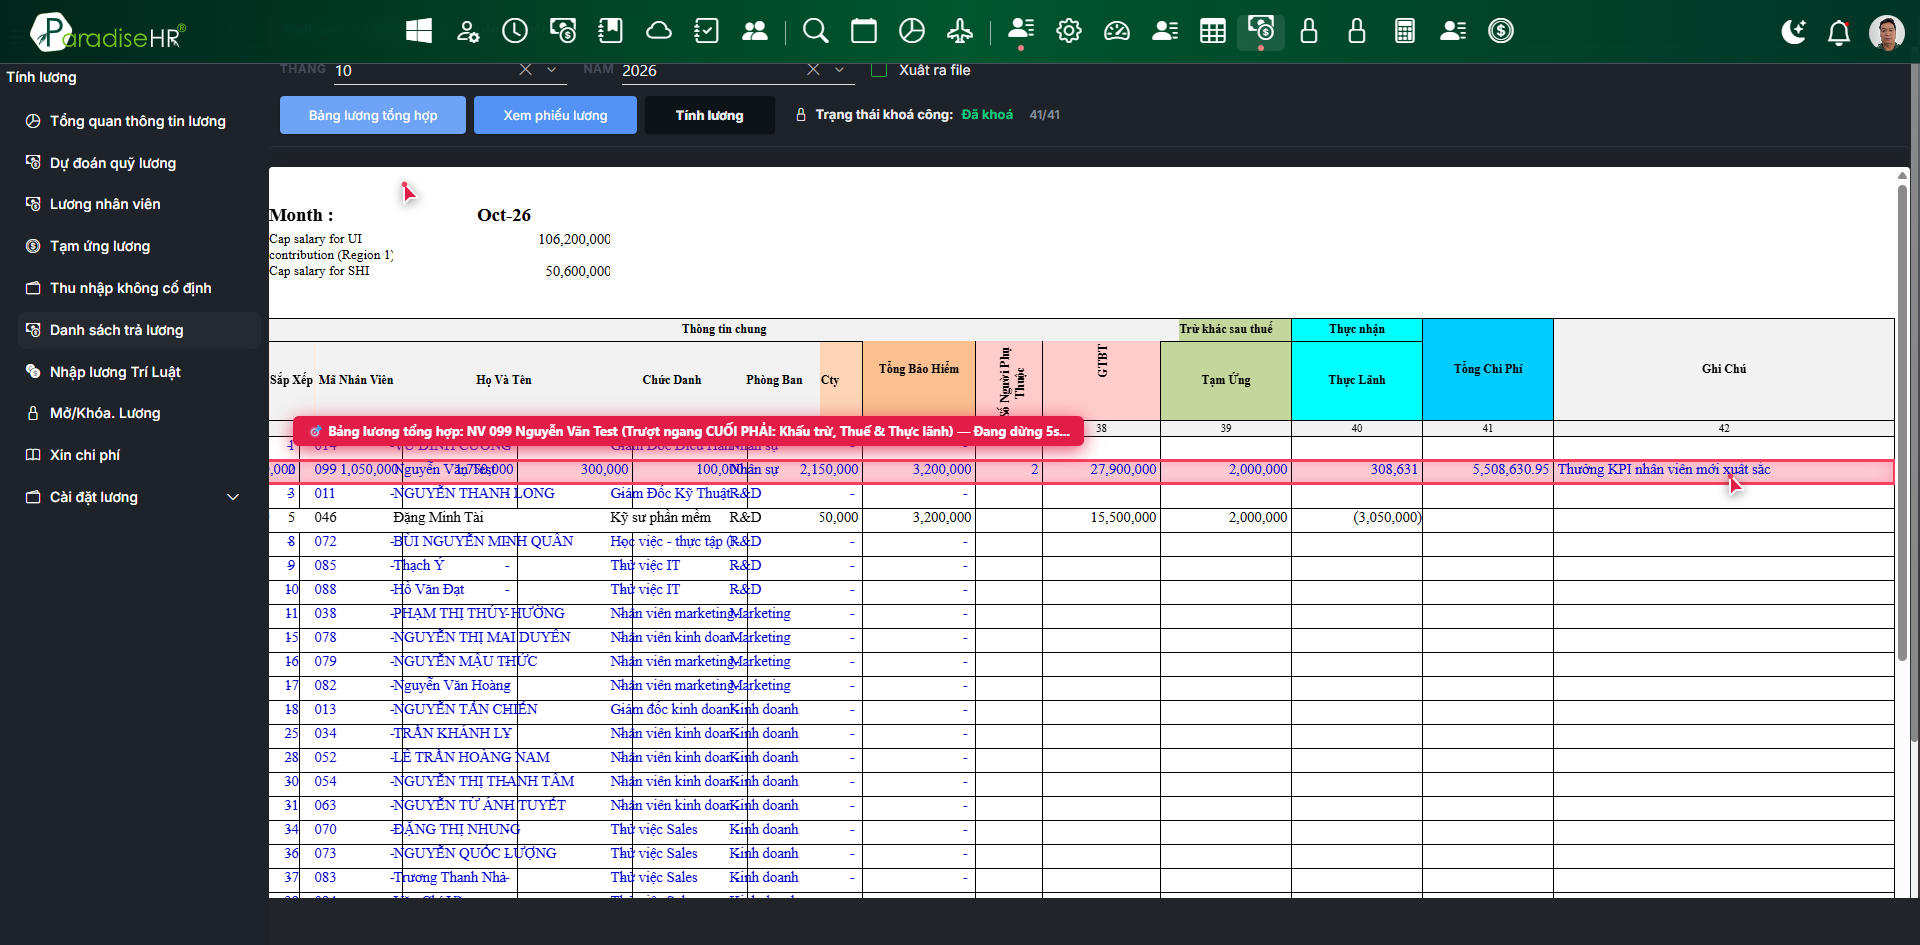 ParadiseHR®
Tính lương
Tổng quan thông tin lương
Dự đoán quỹ lương
Lương nhân viên
Tạm ứng lương
Thu nhập không cố định
Danh sách trả lương
Nhập lương Trí Luật
Mở/Khóa. Lương
Xin chi phí
Cài đặt lương
THÁNG 10 NĂM 2026 Xuất ra file
Bảng lương tổng hợp Xem phiếu lương Tính lương Trạng thái khoá công: Đã khoá 41/41
Month : Oct-26
Cap salary for UI 106,200,000
contribution (Region 1)
Cap salary for SHI 50,600,000
Thông tin chung Trừ khác sau thuế Thực nhận
Sắp Xếp Mã Nhân Viên Họ Và Tên Chức Danh Phòng Ban Cty Tổng Bảo Hiểm Số Người Phụ Thuộc GTBT Tạm Ứng Thực Lãnh Tổng Chi Phí Ghi Chú
Bảng lương tổng hợp: NV 099 Nguyễn Văn Test (Trượt ngang CUỐI PHẢI: Khấu trừ, Thuế & Thực lãnh) — Đang dừng 5s...
38 39 40 41 42
099 1,050,000 Nguyễn Văn Test 300,000 Nhân sự 2,150,000 3,200,000 2 27,900,000 2,000,000 308,631 5,508,630.95 Thưởng KPI nhân viên mới xuất sắc
3 011 -NGUYỄN THANH LONG Giám Đốc Kỹ Thuật R&D - -
5 046 Đặng Minh Tài Kỹ sư phần mềm R&D 50,000 3,200,000 15,500,000 2,000,000 (3,050,000)
8 072 -BÙI NGUYỄN MINH QUÂN Học việc - thực tập R&D - -
9 085 -Thạch Ý - Thử việc IT R&D - -
10 088 -Hồ Văn Đạt - Thử việc IT R&D - -
11 038 -PHẠM THỊ THÚY HƯỜNG Nhân viên marketing Marketing - -
15 078 -NGUYỄN THỊ MAI DUYÊN Nhân viên kinh doan Marketing - -
16 079 -NGUYỄN MẬU THỨC Nhân viên marketing Marketing - -
17 082 -Nguyễn Văn Hoàng Nhân viên marketing Marketing - -
18 013 -NGUYỄN TẤN CHIẾN Giám đốc kinh doan Kinh doanh - -
25 034 -TRẦN KHÁNH LY Nhân viên kinh doan Kinh doanh - -
28 052 -LÊ TRẦN HOÀNG NAM Nhân viên kinh doan Kinh doanh - -
30 054 -NGUYỄN THỊ THANH TÂM Nhân viên kinh doan Kinh doanh - -
31 063 -NGUYỄN TỪ ÁNH TUYẾT Nhân viên kinh doan Kinh doanh - -
34 070 -ĐẶNG THỊ NHUNG Thử việc Sales Kinh doanh - -
36 073 -NGUYỄN QUỐC LƯỢNG Thử việc Sales Kinh doanh - -
37 083 -Trương Thanh Nhã- Thử việc Sales Kinh doanh - -